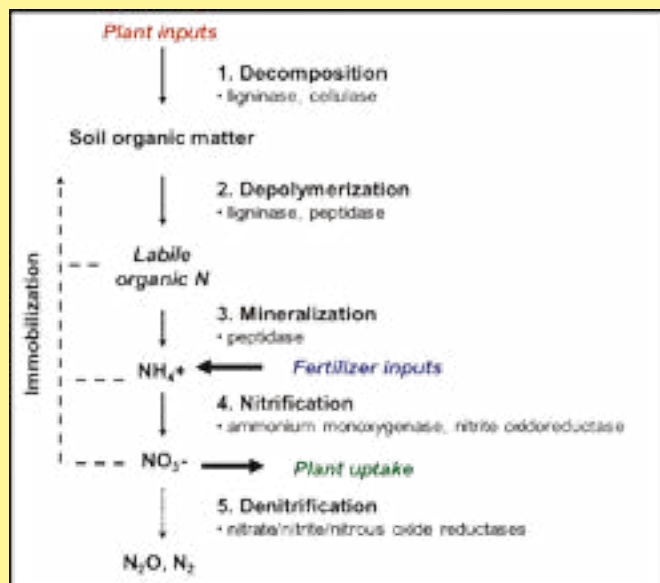 Plant inputs
1. Decomposition
• ligninase, cellulase
Soil organic matter
2. Depolymerization
• ligninase, peptidase
Labile
organic N
Immobilization
3. Mineralization
• peptidase
NH₄+
Fertilizer inputs
4. Nitrification
• ammonium monoxygenase, nitrite oxidoreductase
NO₃-
Plant uptake
5. Denitrification
• nitrate/nitrite/nitrous oxide reductases
N₂O, N₂